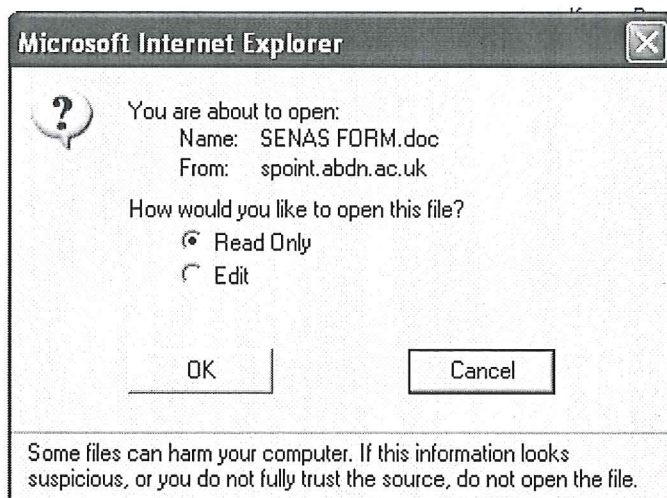 Microsoft Internet Explorer
You are about to open:
Name: SENAS FORM.doc
From: spoint.abdn.ac.uk
How would you like to open this file?
Read Only
Edit
OK
Cancel
Some files can harm your computer. If this information looks
suspicious, or you do not fully trust the source, do not open the file.